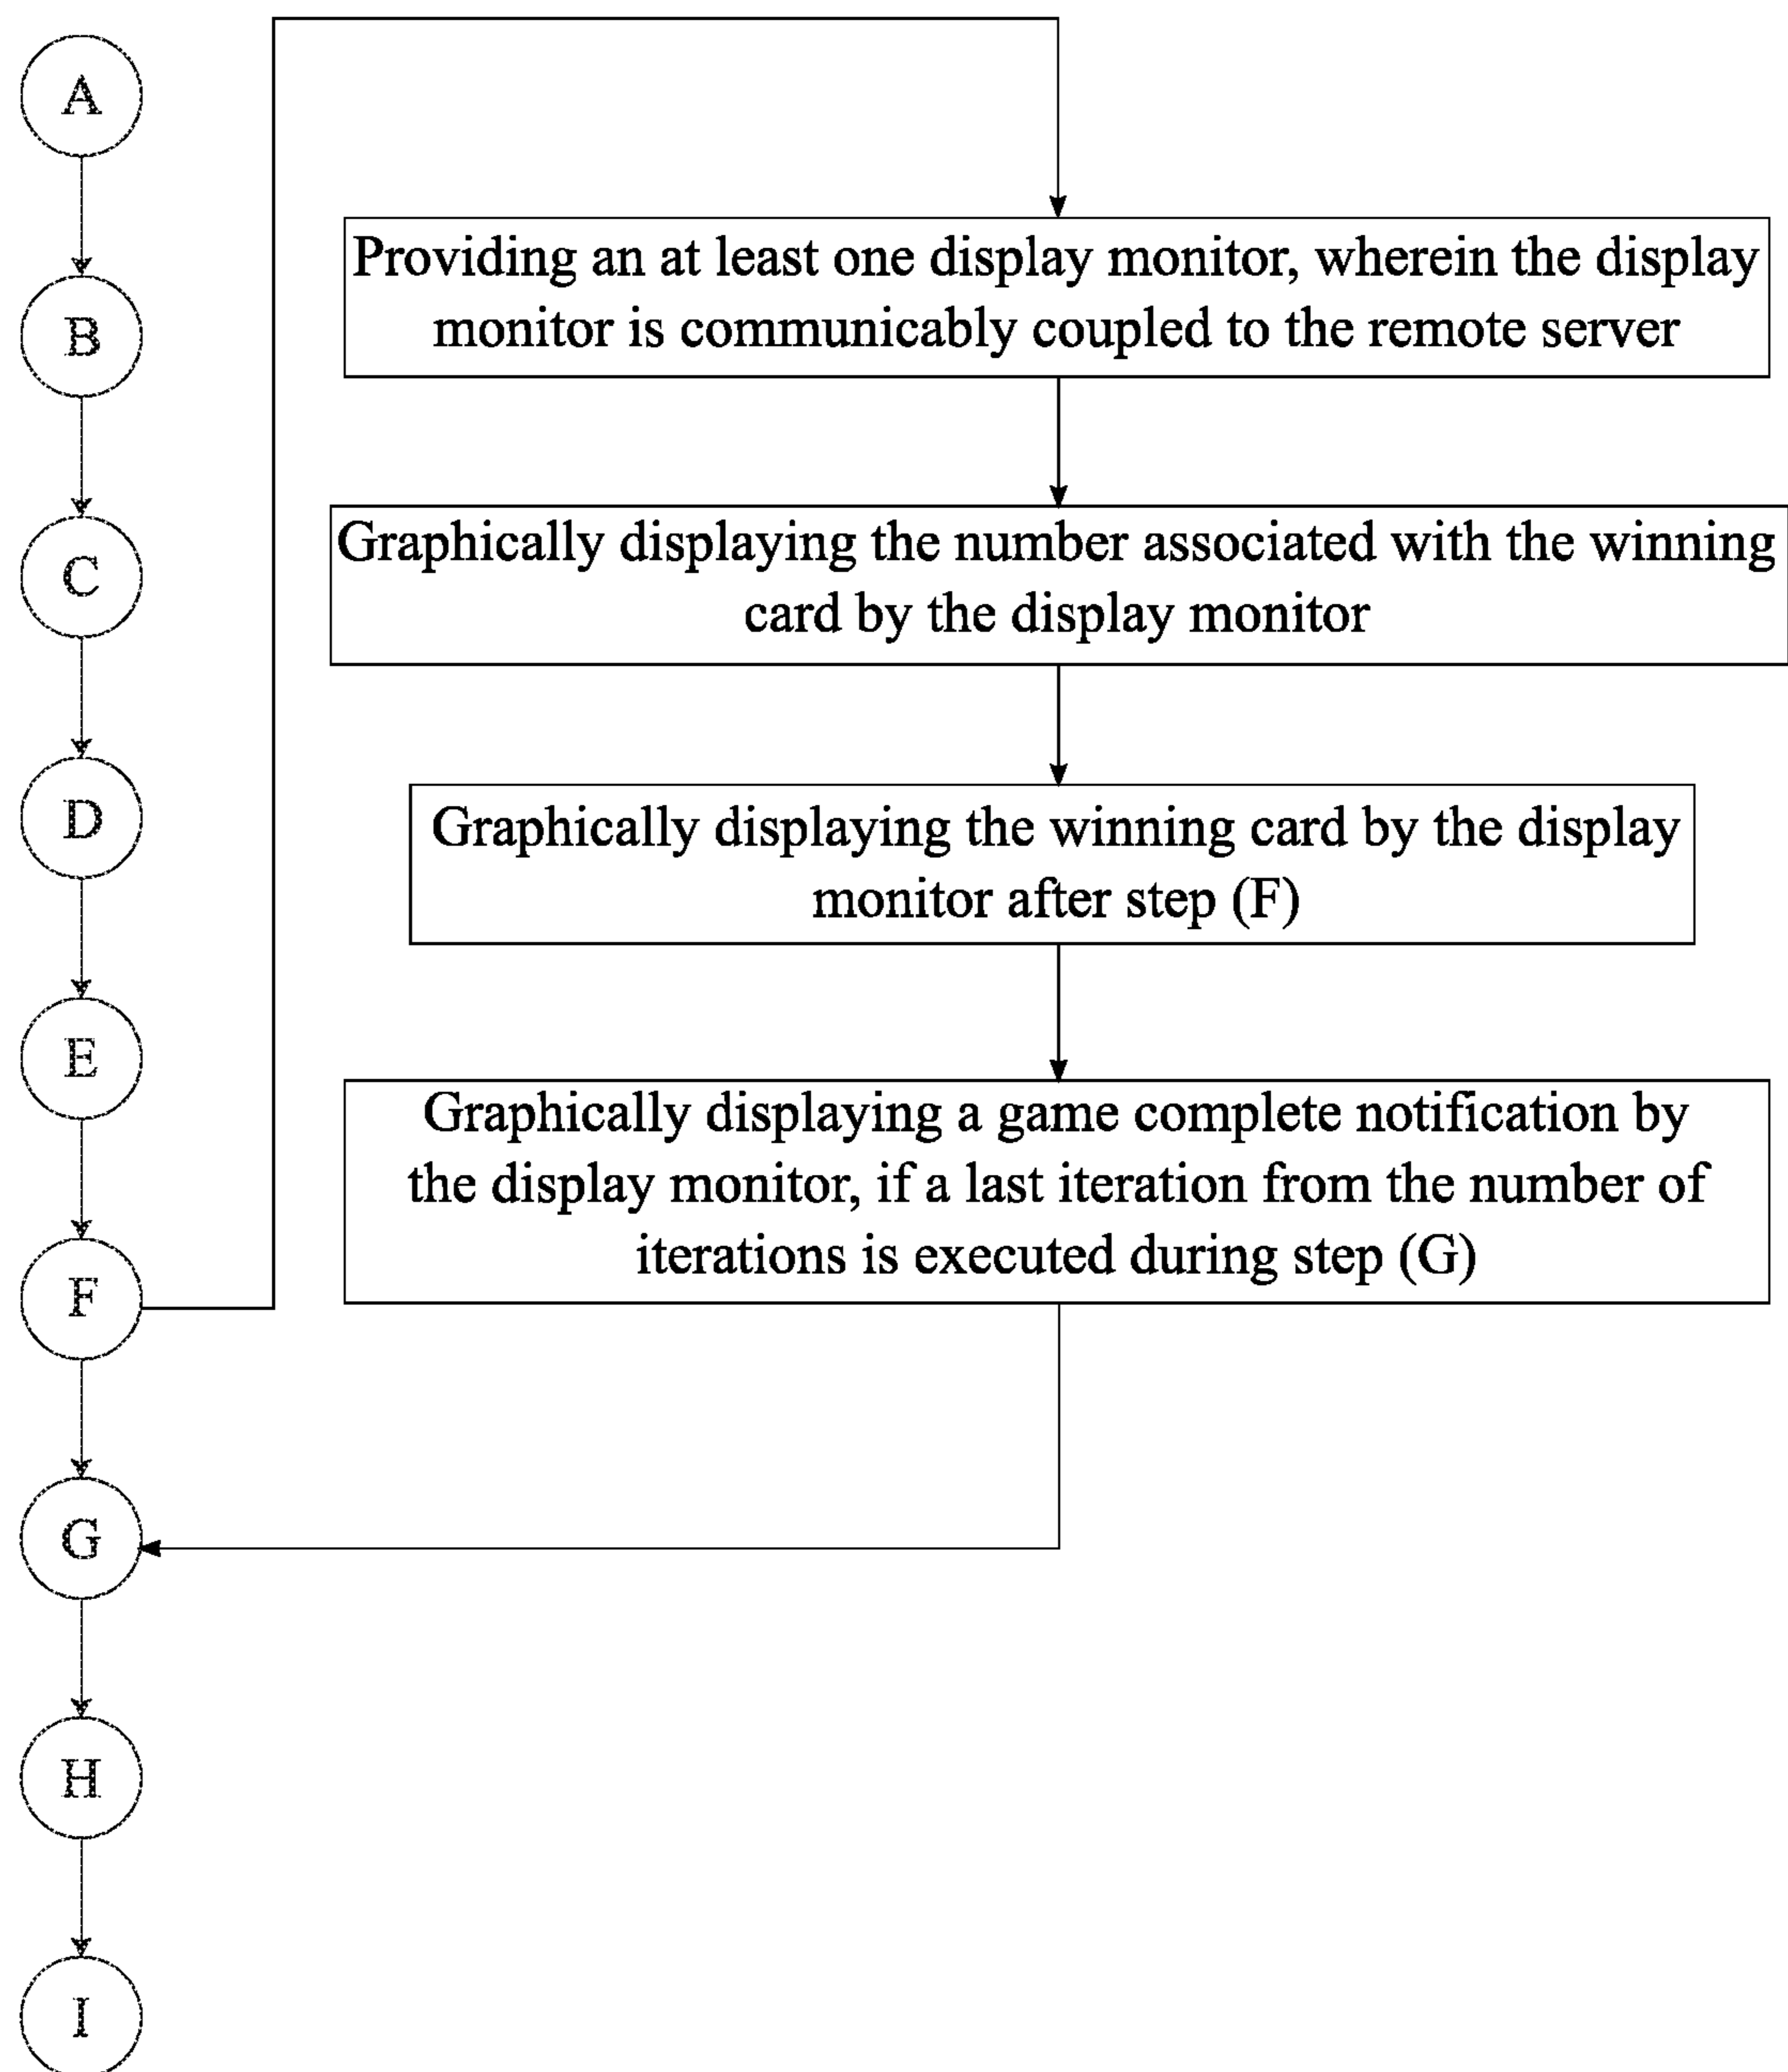 A
B
C
D
E
F
G
H
I
Providing an at least one display monitor, wherein the display
monitor is communicably coupled to the remote server
Graphically displaying the number associated with the winning
card by the display monitor
Graphically displaying the winning card by the display
monitor after step (F)
Graphically displaying a game complete notification by
the display monitor, if a last iteration from the number of
iterations is executed during step (G)